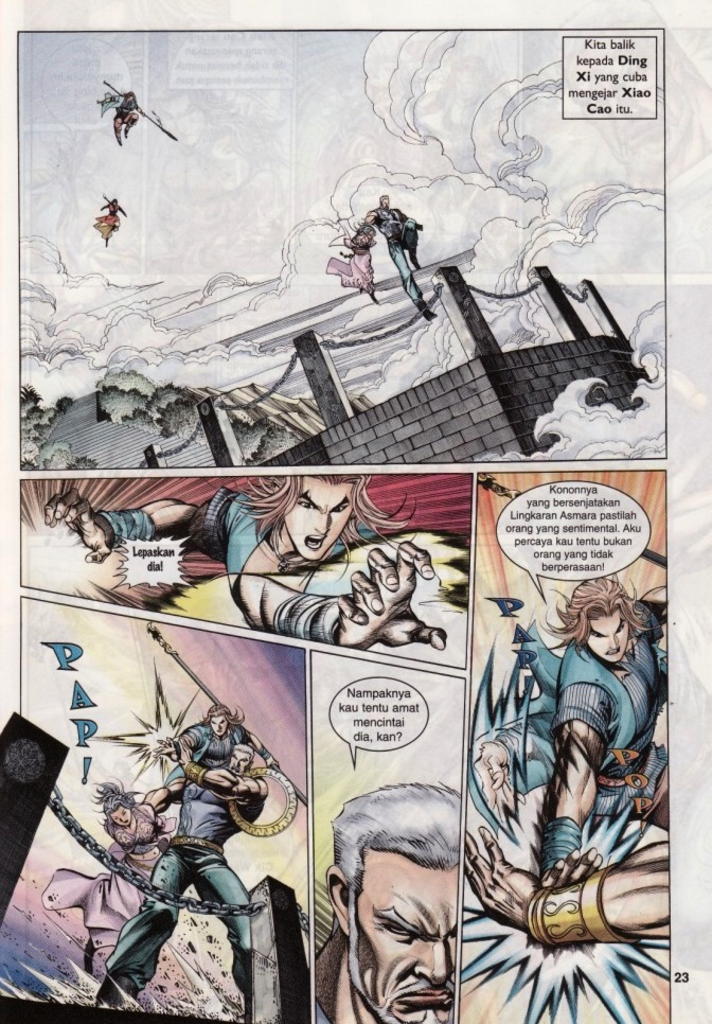 Kita balik
kepada Ding
Xi yang cuba
mengejar Xiao
Cao itu.
Lepaskan
dia!
Kononnya
yang bersenjatakan
Lingkaran Asmara pastilah
orang yang sentimental. Aku
percaya kau tentu bukan
orang yang tidak
berperasaan!
PAP!
Nampaknya
kau tentu amat
mencintai
dia, kan?
PAP!
POP!
23